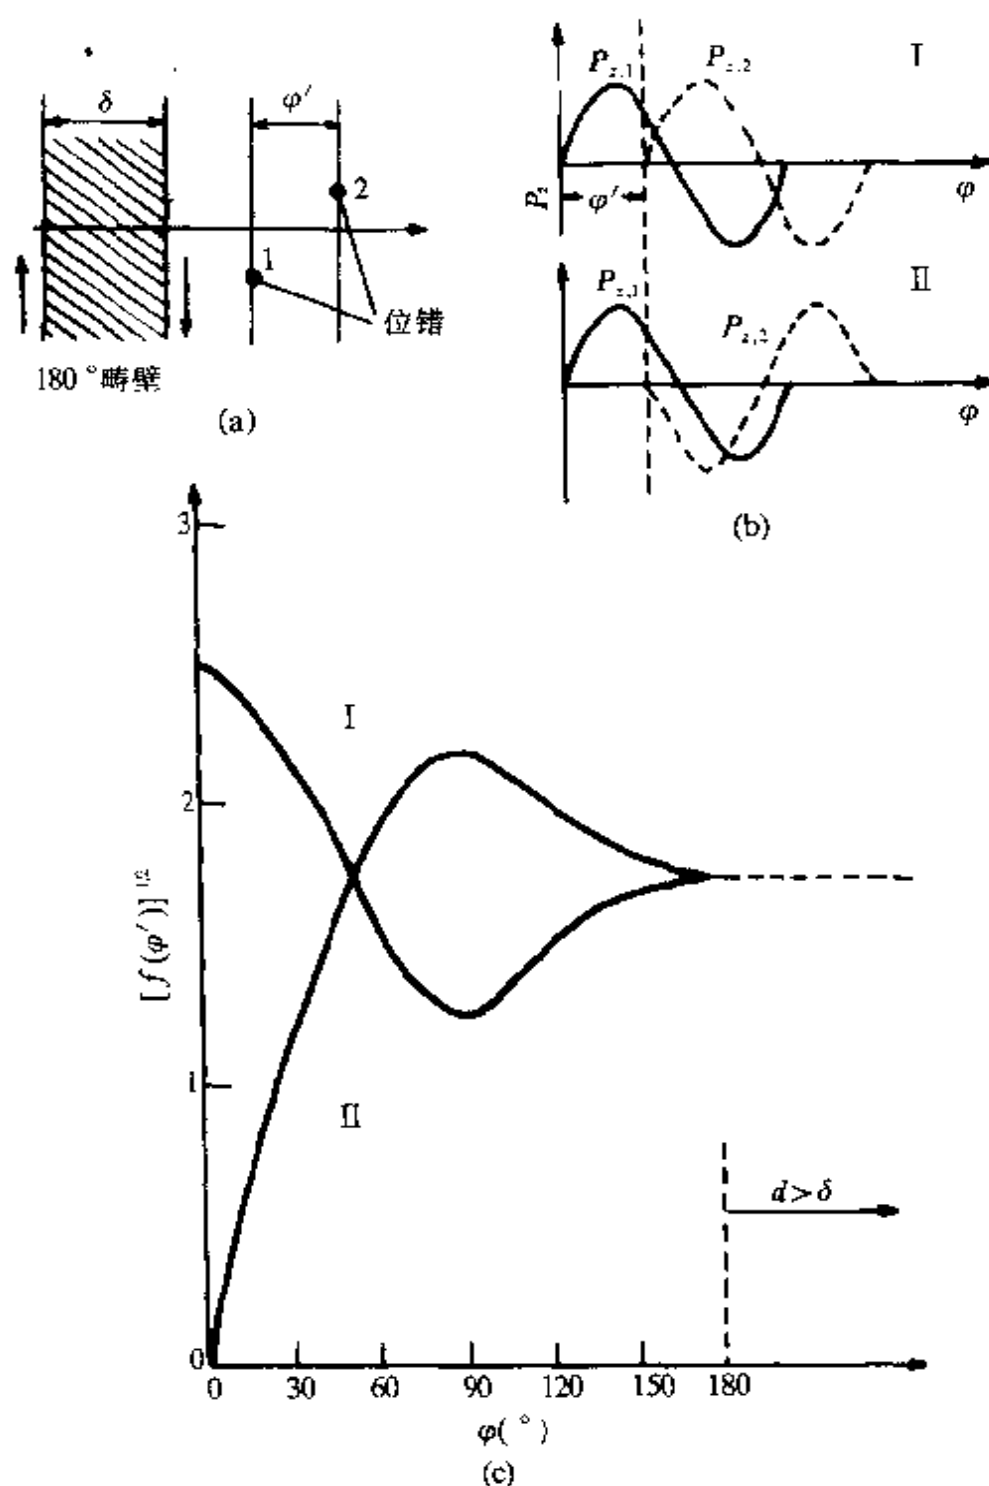 δ
φ′
1
2
位错
180°畴壁
(a)
P_z,1
P_z,2
I
P_z
φ′
φ
II
P_z,1
P_z,2
φ
(b)
3
2
1
0
[f(φ′)]^1/2
I
II
d>δ
0 30 60 90 120 150 180
φ(°)
(c)